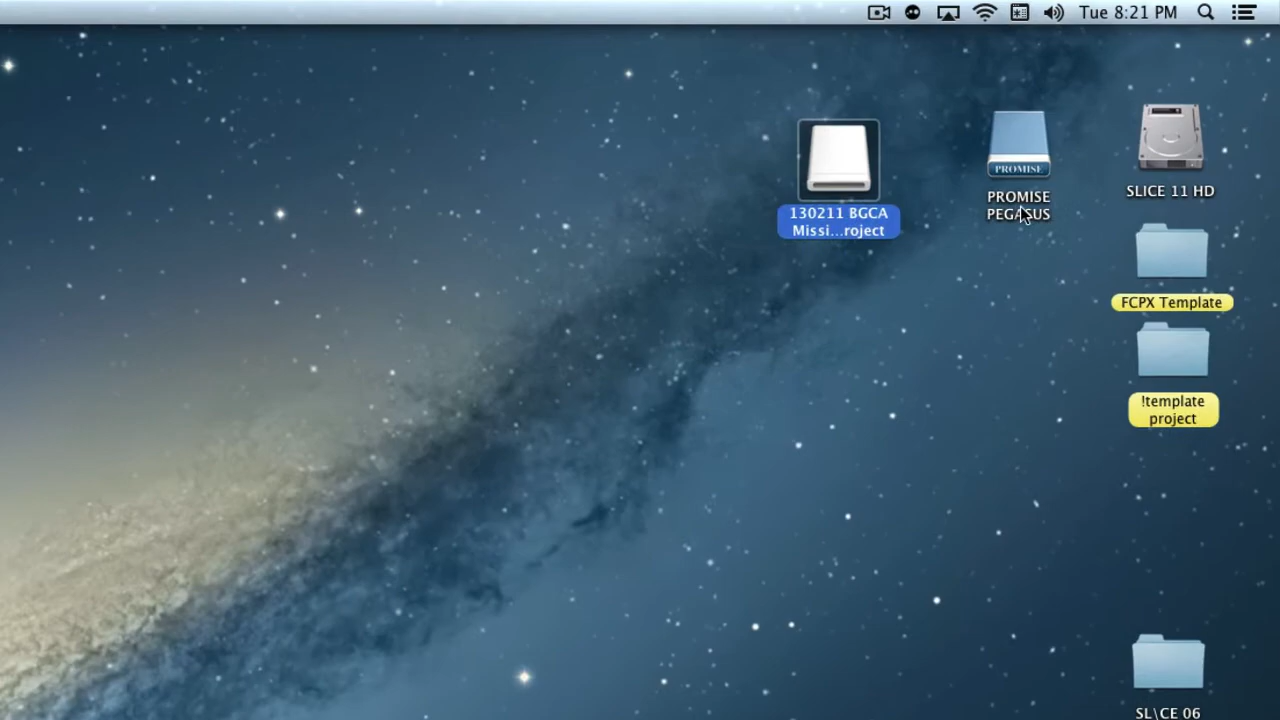 Tue 8:21 PM
130211 BGCA
Missi...roject
PROMISE
PROMISE
PEGASUS
SLICE 11 HD
FCPX Template
!template
project
SL\CE 06